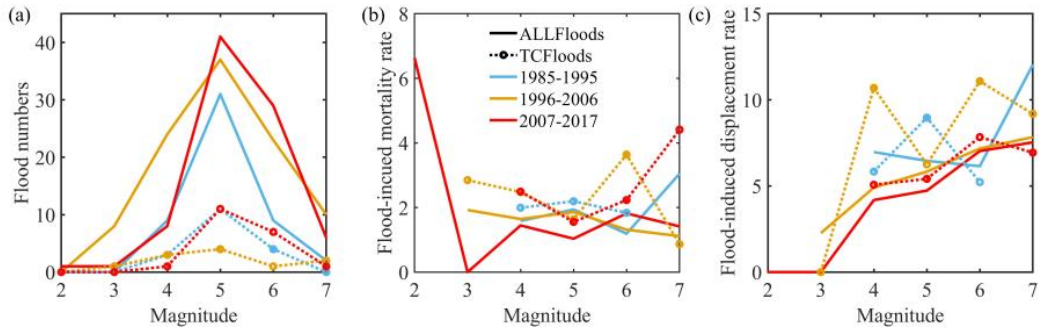 (a)
Flood numbers
40
30
20
10
0
2 3 4 5 6 7
Magnitude
(b)
Flood-incued mortality rate
8
6
4
2
0
ALLFloods
TCFloods
1985-1995
1996-2006
2007-2017
2 3 4 5 6 7
Magnitude
(c)
Flood-induced displacement rate
15
10
5
0
2 3 4 5 6 7
Magnitude